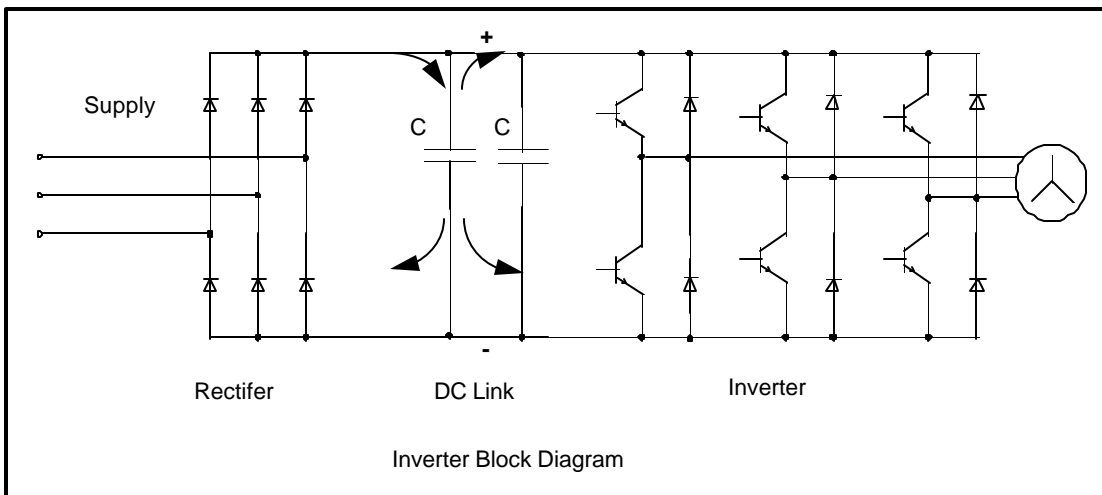 +
Supply
C C
-
Rectifer
DC Link
Inverter
Inverter Block Diagram